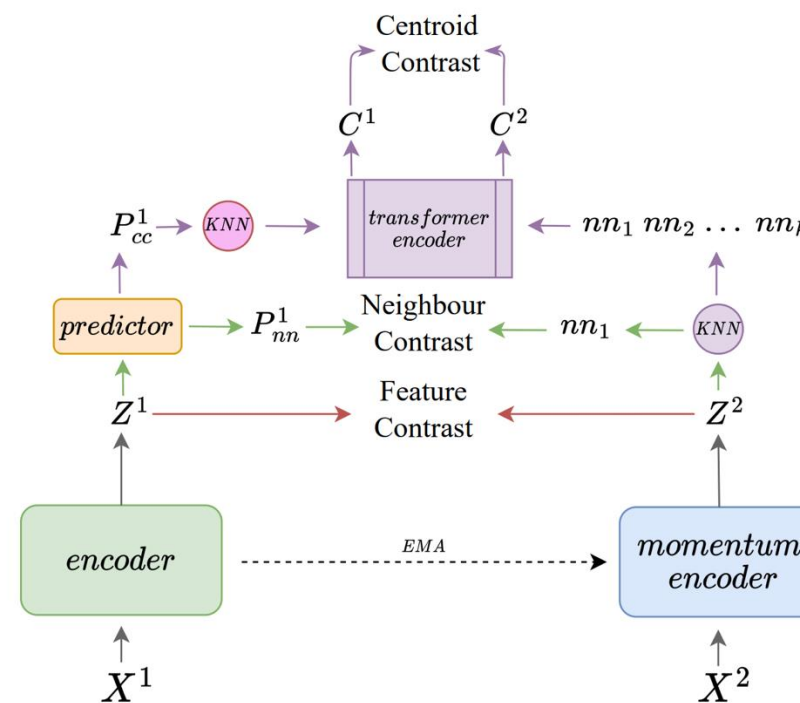 Centroid
Contrast
C¹ C²
P¹cc KNN transformer encoder nn₁ nn₂ ...
predictor P¹nn Neighbour Contrast nn₁ KNN
Z¹ Feature Contrast Z²
encoder EMA momentum encoder
X¹ X²